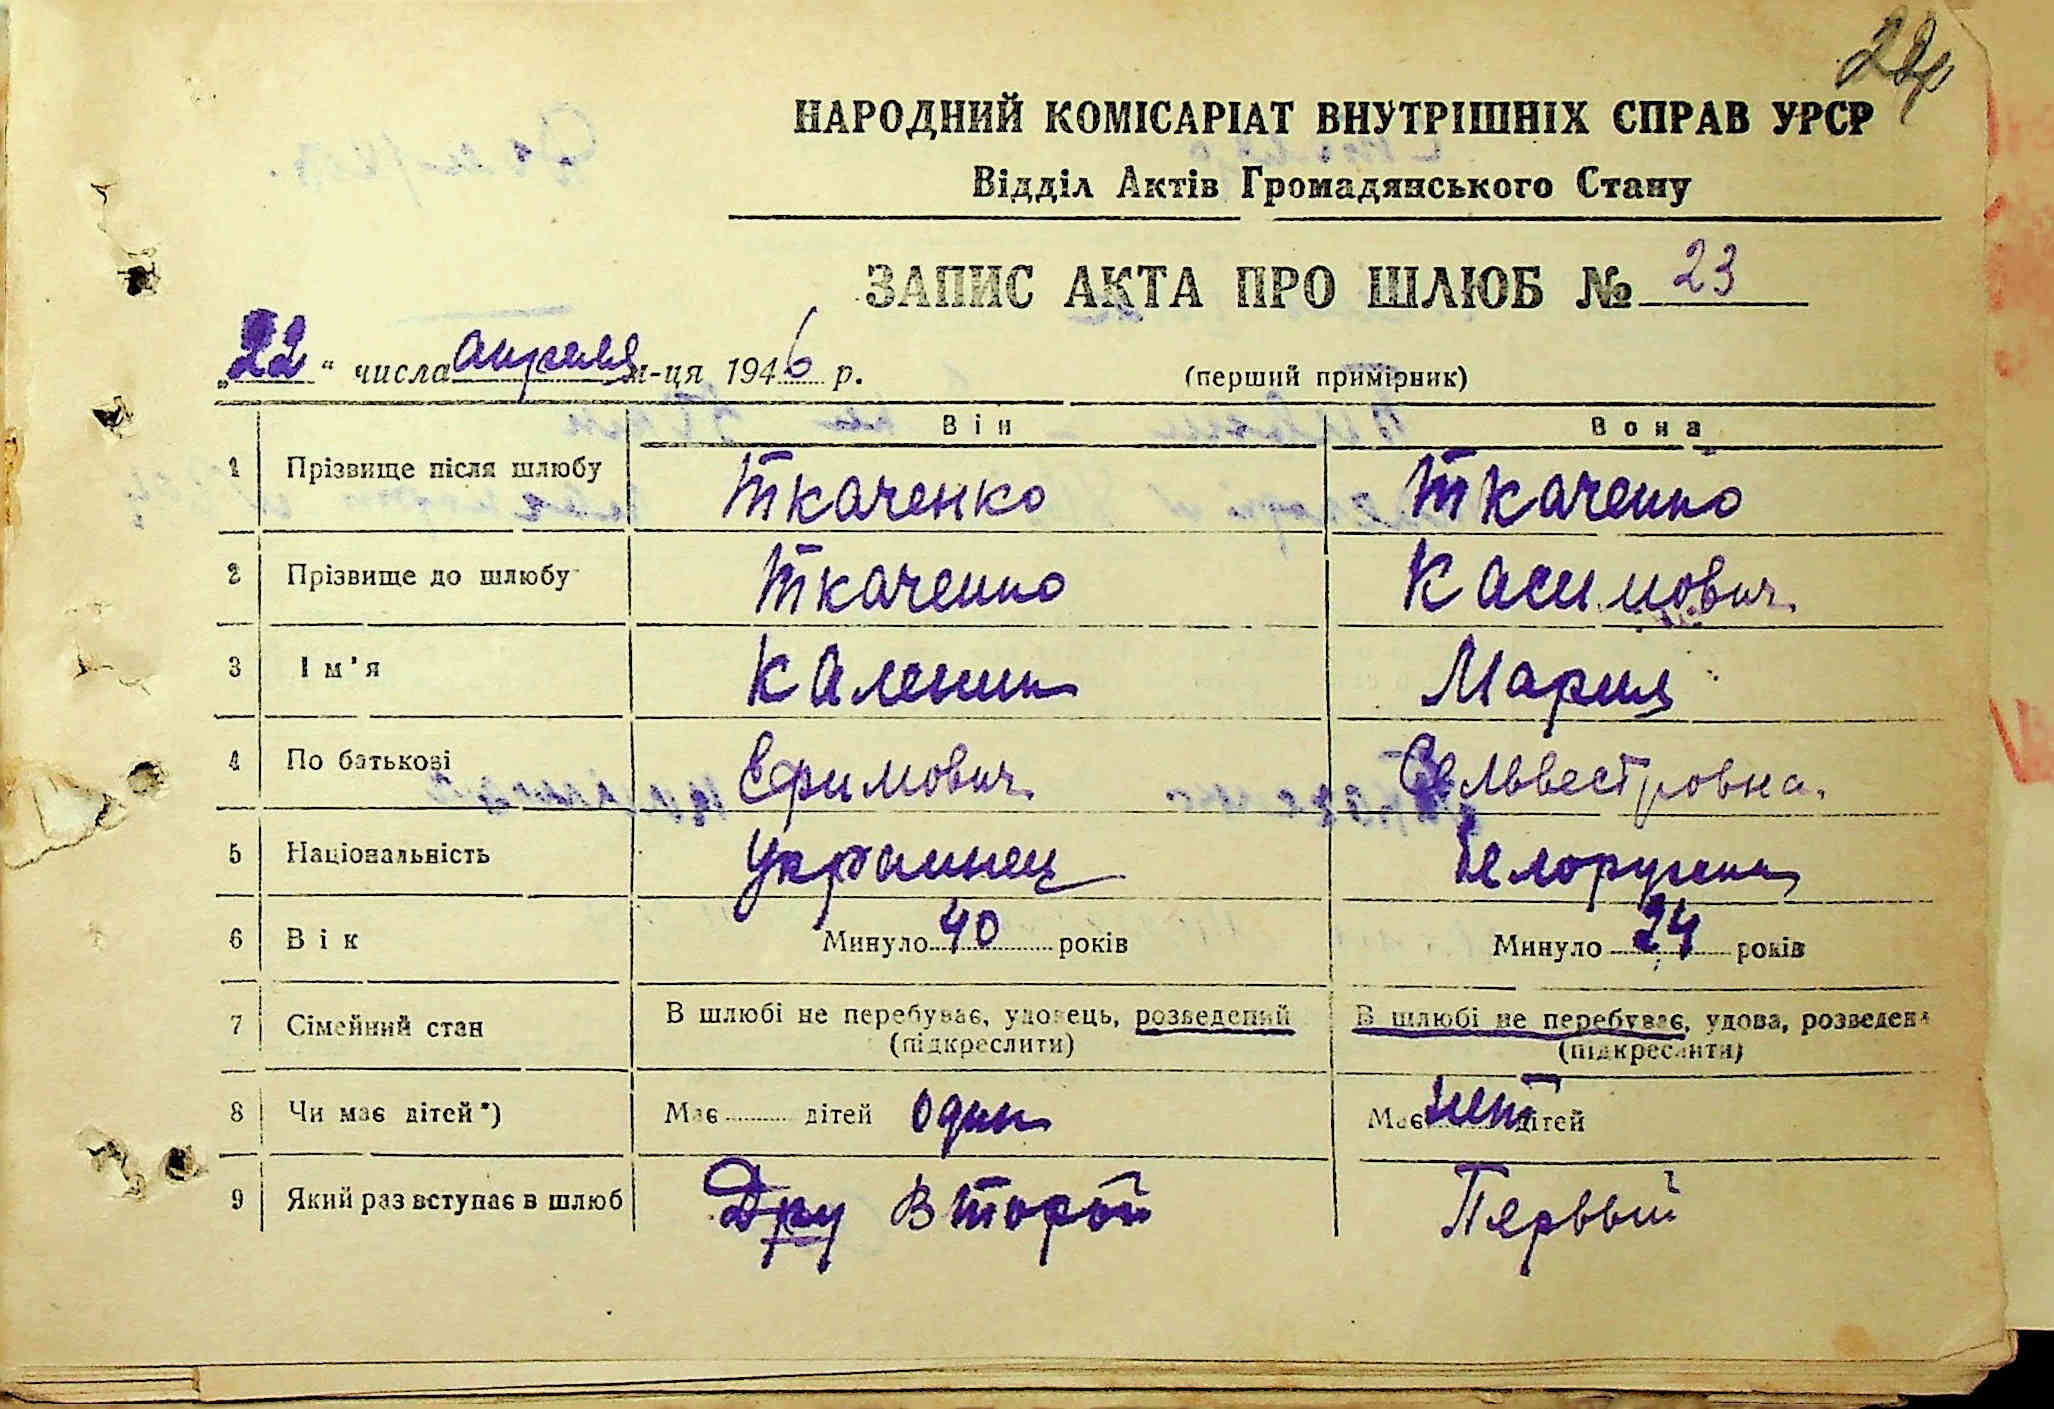 НАРОДНИЙ КОМІСАРІАТ ВНУТРІШНІХ СПРАВ УРСР
Відділ Актів Громадянського Стану
ЗАПИС АКТА ПРО ШЛЮБ № 23
„22“ числа апреля м-ця 1946 р. (перший примірник)
Він Вона
1 Прізвище після шлюбу Ткаченко Ткаченко
2 Прізвище до шлюбу Ткаченко Касимович
3 Ім'я Каленик Мария
4 По батькові Ефимович Сельвестровна.
5 Національність Украинец Белоруска
6 Вік Минуло 40 років Минуло 24 років
7 Сімейний стан В шлюбі не перебуває, удовець, розведений В шлюбі не перебуває, удова, розведена
(підкреслити) (підкреслити)
8 Чи має дітей*) Має дітей один Має нет дітей
9 Який раз вступає в шлюб Дру Второй Первый